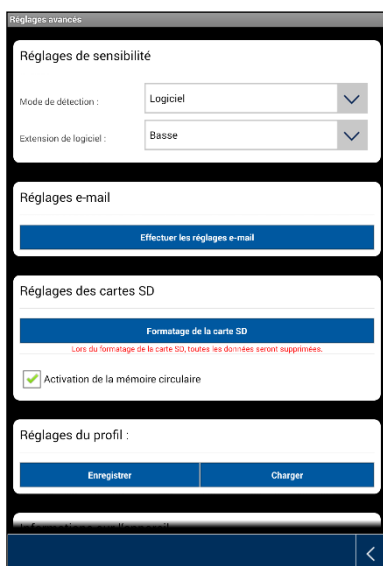 Réglages avancés
Réglages de sensibilité
Mode de détection : Logiciel
Extension de logiciel : Basse
Réglages e-mail
Effectuer les réglages e-mail
Réglages des cartes SD
Formatage de la carte SD
Lors du formatage de la carte SD, toutes les données seront supprimées.
Activation de la mémoire circulaire
Réglages du profil :
Enregistrer Charger